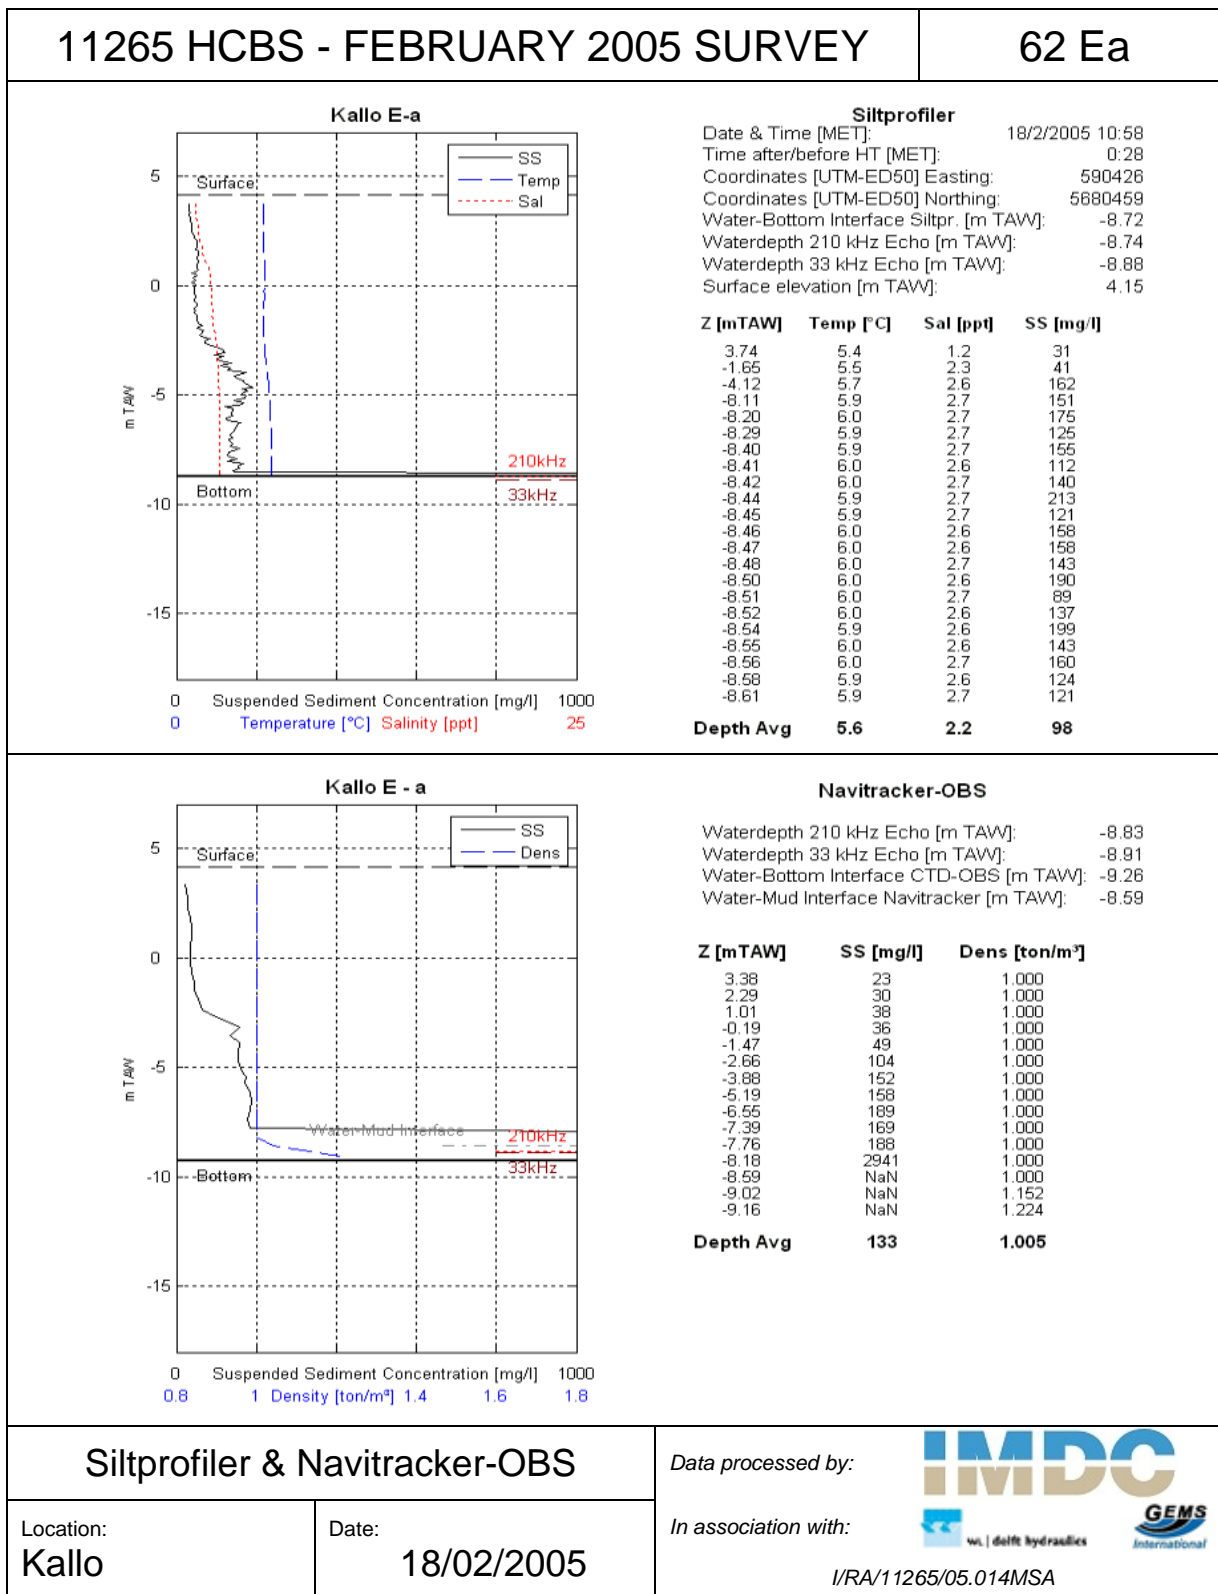 11265 HCBS - FEBRUARY 2005 SURVEY
62 Ea
Kallo E-a
SS
Temp
Sal
5
0
-5
-10
-15
m TAW
Surface
Bottom
210kHz
33kHz
0 Suspended Sediment Concentration [mg/l] 1000
0 Temperature [°C] Salinity [ppt] 25
Siltprofiler
Date & Time [MET]: 18/2/2005 10:58
Time after/before HT [MET]: 0:28
Coordinates [UTM-ED50] Easting: 590426
Coordinates [UTM-ED50] Northing: 5680459
Water-Bottom Interface Siltpr. [m TAW]: -8.72
Waterdepth 210 kHz Echo [m TAW]: -8.74
Waterdepth 33 kHz Echo [m TAW]: -8.88
Surface elevation [m TAW]: 4.15
Z [mTAW] Temp [°C] Sal [ppt] SS [mg/l]
3.74 5.4 1.2 31
-1.65 5.5 2.3 41
-4.12 5.7 2.6 162
-8.11 5.9 2.7 151
-8.20 6.0 2.7 175
-8.29 5.9 2.7 125
-8.40 5.9 2.7 155
-8.41 6.0 2.6 112
-8.42 6.0 2.7 140
-8.44 5.9 2.7 213
-8.45 5.9 2.7 121
-8.46 6.0 2.6 158
-8.47 6.0 2.6 158
-8.48 6.0 2.7 143
-8.50 6.0 2.6 190
-8.51 6.0 2.7 89
-8.52 6.0 2.6 137
-8.54 5.9 2.6 199
-8.55 6.0 2.6 143
-8.56 6.0 2.7 160
-8.58 5.9 2.6 124
-8.61 5.9 2.7 121
Depth Avg 5.6 2.2 98
Kallo E - a
SS
Dens
5
0
-5
-10
-15
m TAW
Surface
Water-Mud Interface
210kHz
33kHz
Bottom
0 Suspended Sediment Concentration [mg/l] 1000
0.8 1 Density [ton/m³] 1.4 1.6 1.8
Navitracker-OBS
Waterdepth 210 kHz Echo [m TAW]: -8.83
Waterdepth 33 kHz Echo [m TAW]: -8.91
Water-Bottom Interface CTD-OBS [m TAW]: -9.26
Water-Mud Interface Navitracker [m TAW]: -8.59
Z [mTAW] SS [mg/l] Dens [ton/m³]
3.38 23 1.000
2.29 30 1.000
1.01 38 1.000
-0.19 36 1.000
-1.47 49 1.000
-2.66 104 1.000
-3.88 152 1.000
-5.19 158 1.000
-6.55 189 1.000
-7.39 169 1.000
-7.76 188 1.000
-8.18 2941 1.000
-8.59 NaN 1.000
-9.02 NaN 1.152
-9.16 NaN 1.224
Depth Avg 133 1.005
Siltprofiler & Navitracker-OBS
Location:
Kallo
Date:
18/02/2005
Data processed by:
IMDC
In association with:
wL | delft hydraulics
GEMS
International
I/RA/11265/05.014MSA